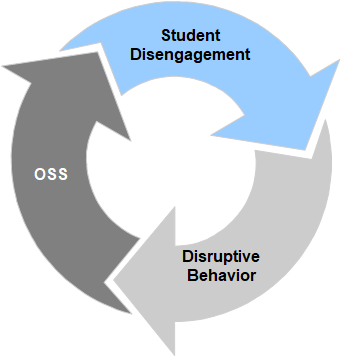 Student
Disengagement
OSS
Disruptive
Behavior